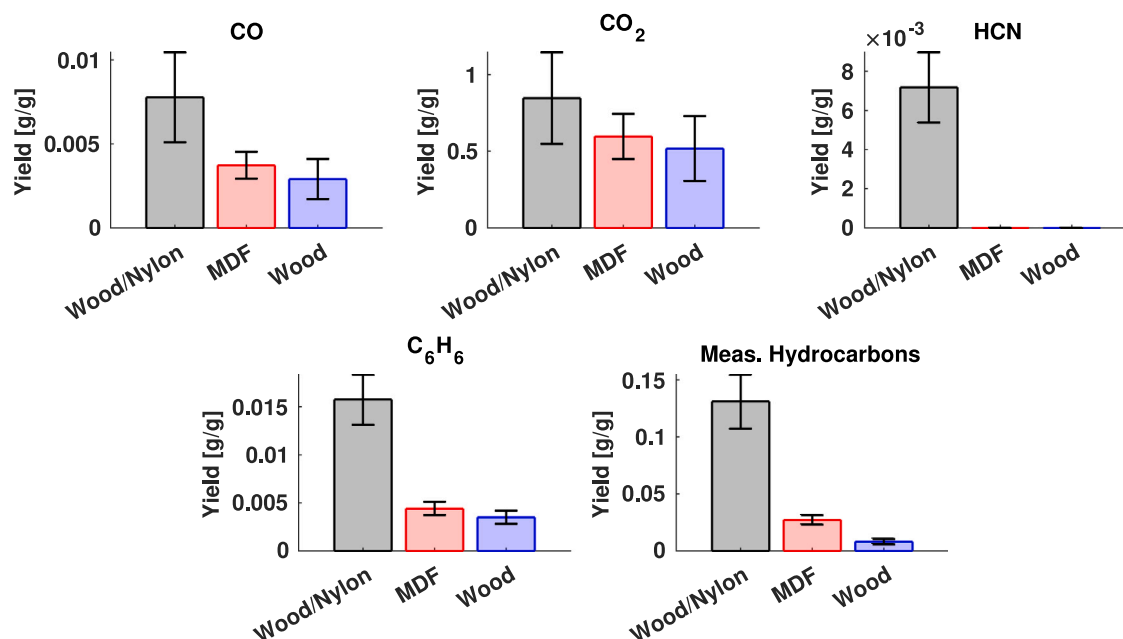 CO
Yield [g/g]
0.01
0.005
0
Wood/Nylon
MDF
Wood
CO₂
Yield [g/g]
1
0.5
0
Wood/Nylon
MDF
Wood
HCN
×10⁻³
Yield [g/g]
8
6
4
2
0
Wood/Nylon
MDF
Wood
C₆H₆
Yield [g/g]
0.015
0.01
0.005
0
Wood/Nylon
MDF
Wood
Meas. Hydrocarbons
Yield [g/g]
0.15
0.1
0.05
0
Wood/Nylon
MDF
Wood